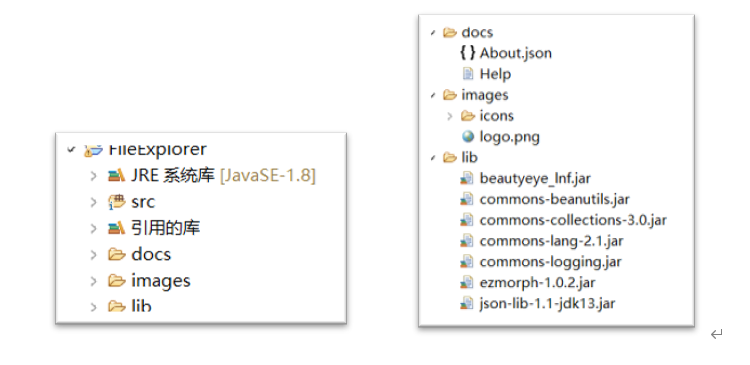 FileExplorer
JRE 系统库 [JavaSE-1.8]
src
引用的库
docs
images
lib
docs
About.json
Help
images
icons
logo.png
lib
beautyeye_lnf.jar
commons-beanutils.jar
commons-collections-3.0.jar
commons-lang-2.1.jar
commons-logging.jar
ezmorph-1.0.2.jar
json-lib-1.1-jdk13.jar